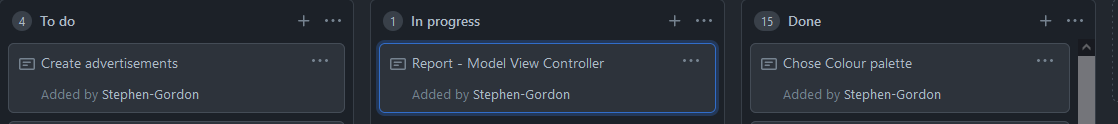 4 To do
Create advertisements
Added by Stephen-Gordon
1 In progress
Report - Model View Controller
Added by Stephen-Gordon
15 Done
Chose Colour palette
Added by Stephen-Gordon